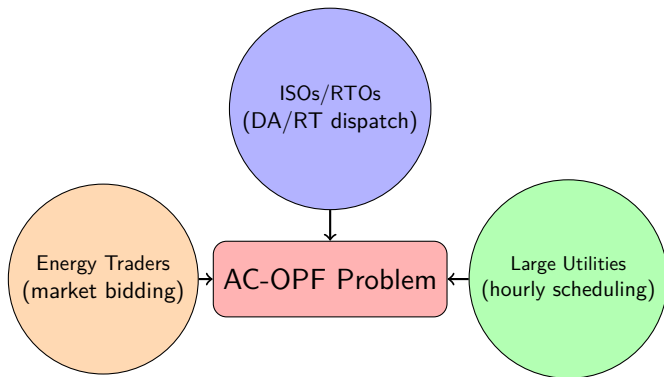 ISOs/RTOs
(DA/RT dispatch)
Energy Traders
(market bidding)
AC-OPF Problem
Large Utilities
(hourly scheduling)